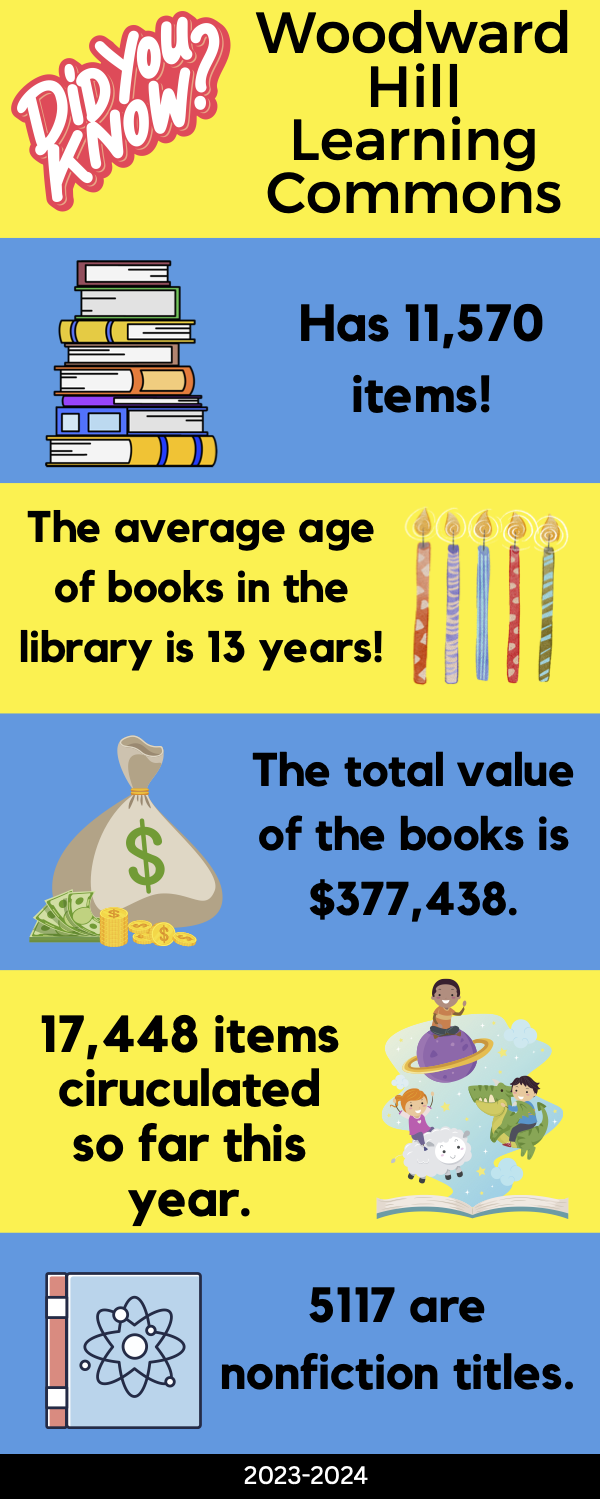 DID YOU
KNOW?
Woodward
Hill
Learning
Commons
Has 11,570
items!
The average age
of books in the
library is 13 years!
$
The total value
of the books is
$377,438.
17,448 items
ciruculated
so far this
year.
5117 are
nonfiction titles.
2023-2024